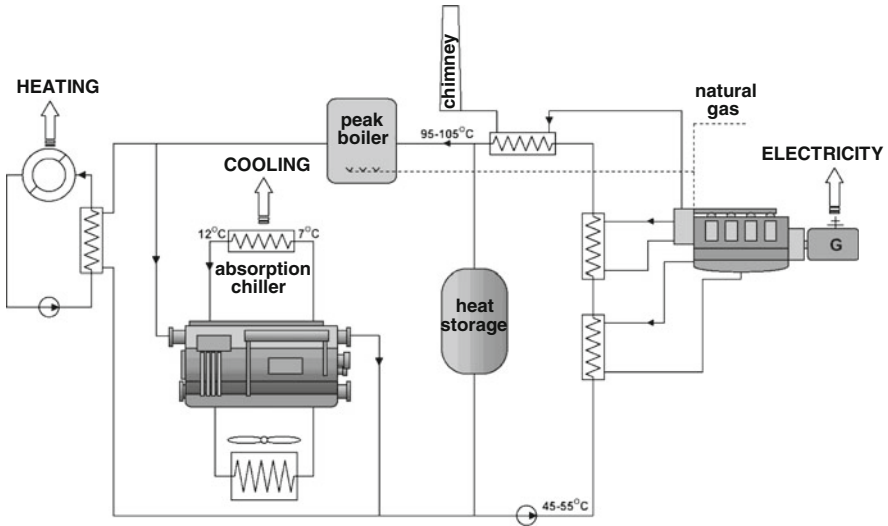 chimney
HEATING
natural
gas
peak
boiler
95-105°C
COOLING
ELECTRICITY
12°C
7°C
G
absorption
chiller
heat
storage
45-55°C